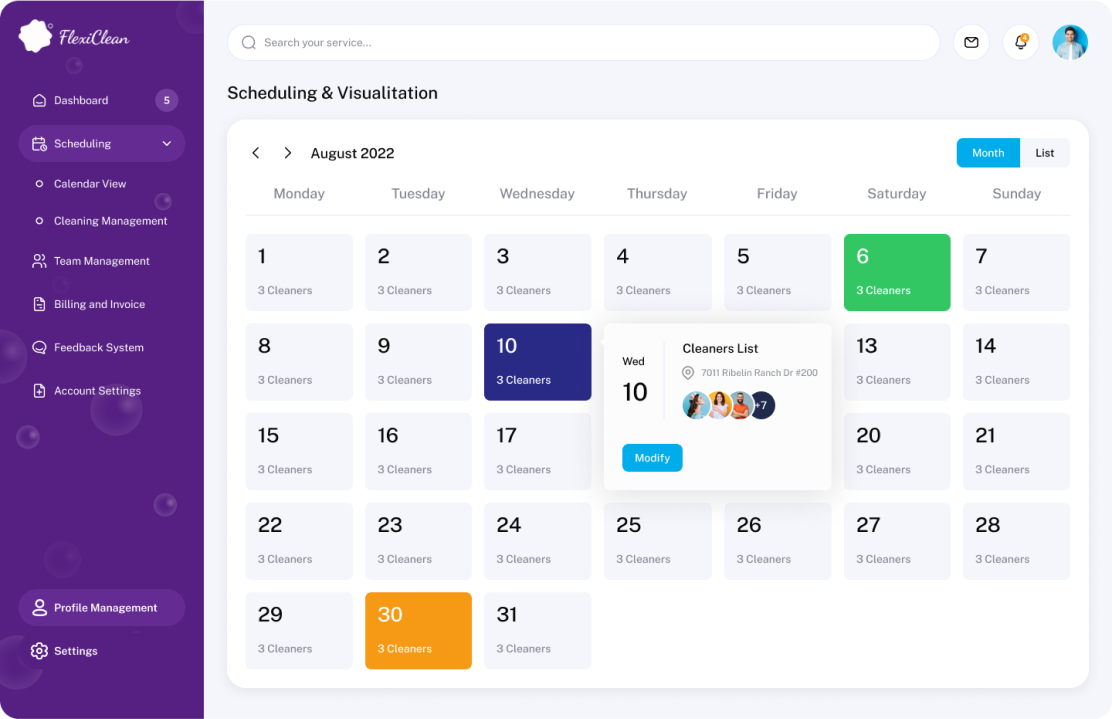 FlexiClean
Search your service...
4
Scheduling & Visualitation
Dashboard 5
Scheduling
Calendar View
Cleaning Management
Team Management
Billing and Invoice
Feedback System
Account Settings
Profile Management
Settings
August 2022
Month List
Monday Tuesday Wednesday Thursday Friday Saturday Sunday
1 2 3 4 5 6 7
3 Cleaners 3 Cleaners 3 Cleaners 3 Cleaners 3 Cleaners 3 Cleaners 3 Cleaners
8 9 10 13 14
3 Cleaners 3 Cleaners 3 Cleaners 3 Cleaners 3 Cleaners
Wed
10
Cleaners List
7011 Ribelin Ranch Dr #200
+7
Modify
15 16 17 20 21
3 Cleaners 3 Cleaners 3 Cleaners 3 Cleaners 3 Cleaners
22 23 24 25 26 27 28
3 Cleaners 3 Cleaners 3 Cleaners 3 Cleaners 3 Cleaners 3 Cleaners 3 Cleaners
29 30 31
3 Cleaners 3 Cleaners 3 Cleaners